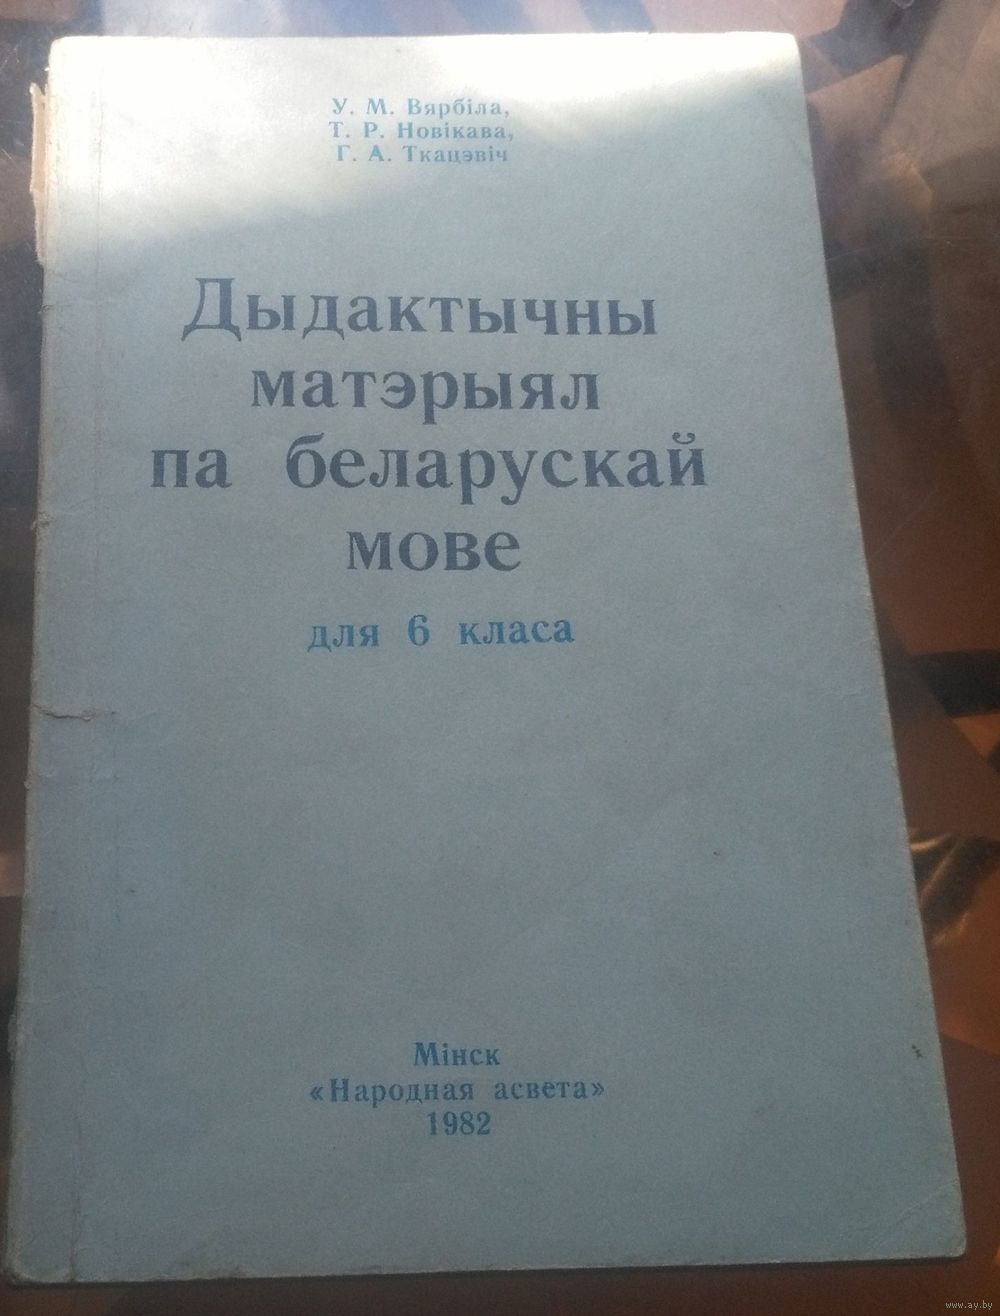 У. М. Вярбіла,
Т. Р. Новікава,
Г. А. Ткацэвіч
Дыдактычны
матэрыял
па беларускай
мове
для 6 класа
Мінск
«Народная асвета»
1982
www.ay.by